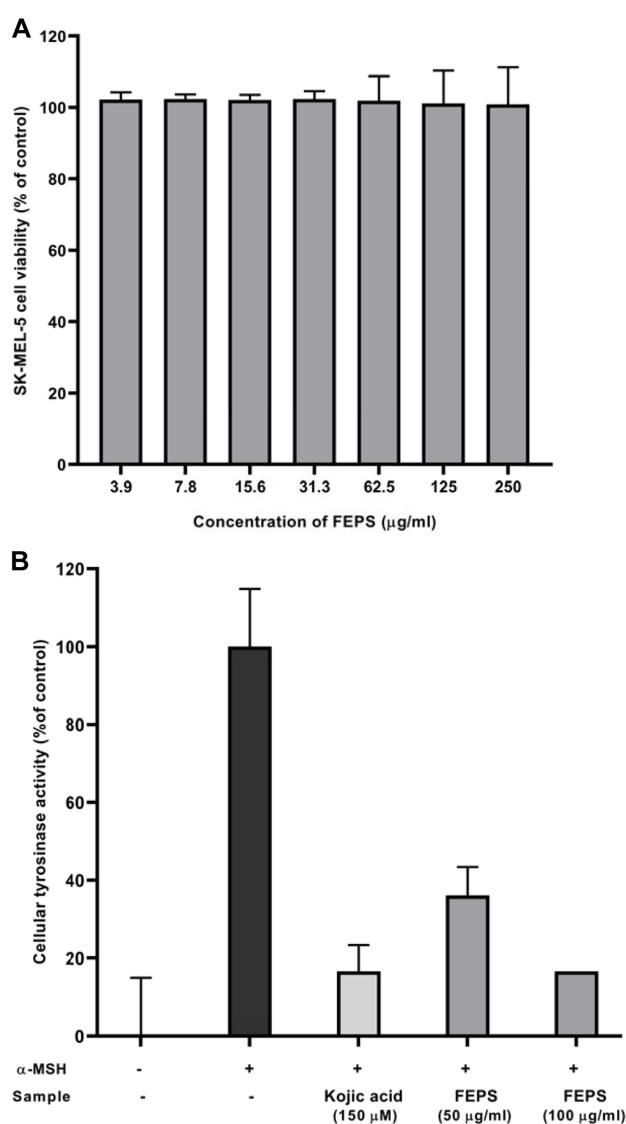 A
SK-MEL-5 cell viability (% of control)
120
100
80
60
40
20
0
3.9 7.8 15.6 31.3 62.5 125 250
Concentration of FEPS (µg/ml)
B
Cellular tyrosinase activity (%of control)
120
100
80
60
40
20
0
α-MSH - + + + +
Sample - - Kojic acid FEPS FEPS
(150 µM) (50 µg/ml) (100 µg/ml)